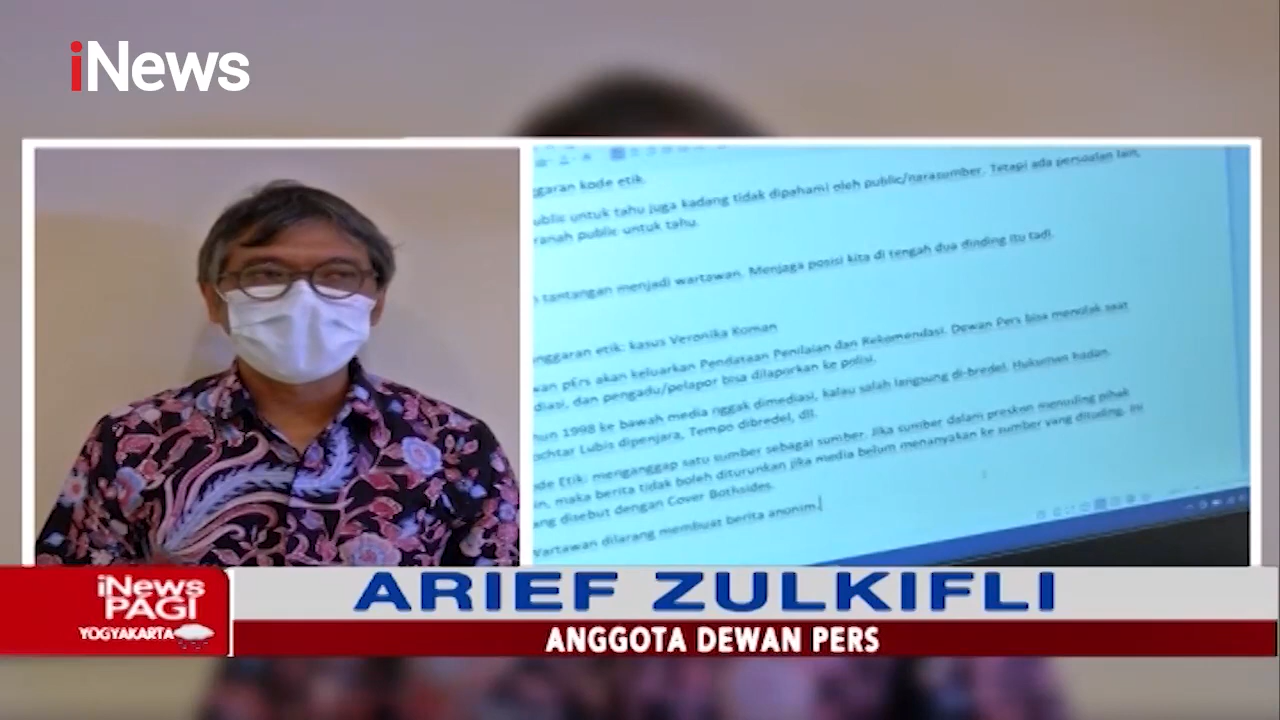 iNews
ggaran kode etik.
ublic untuk tahu juga kadang tidak dipahami oleh public/narasumber. Tetapi ada persoalan lain,
ranah public untuk tahu.
n tantangan menjadi wartawan. Menjaga posisi kita di tengah dua dinding itu tadi.
nggaran etik: kasus Veronika Koman
wan pers akan keluarkan Pendataan Penilaian dan Rekomendasi. Dewan Pers bisa menolak saat
diasi, dan pengadu/pelapor bisa dilaporkan ke polisi.
hun 1998 ke bawah media nggak dimediasi, kalau salah langsung di-bredel. Hukuman badan.
ochtar Lubis dipenjara, Tempo dibredel, dll.
ode Etik: menganggap satu sumber sebagai sumber. Jika sumber dalam preskon menuding pihak
in, maka berita tidak boleh diturunkan jika media belum menanyakan ke sumber yang dituding. Ini
ang disebut dengan Cover Bothsides.
Wartawan dilarang membuat berita anonim.
iNews
PAGI
YOGYAKARTA
ARIEF ZULKIFLI
ANGGOTA DEWAN PERS